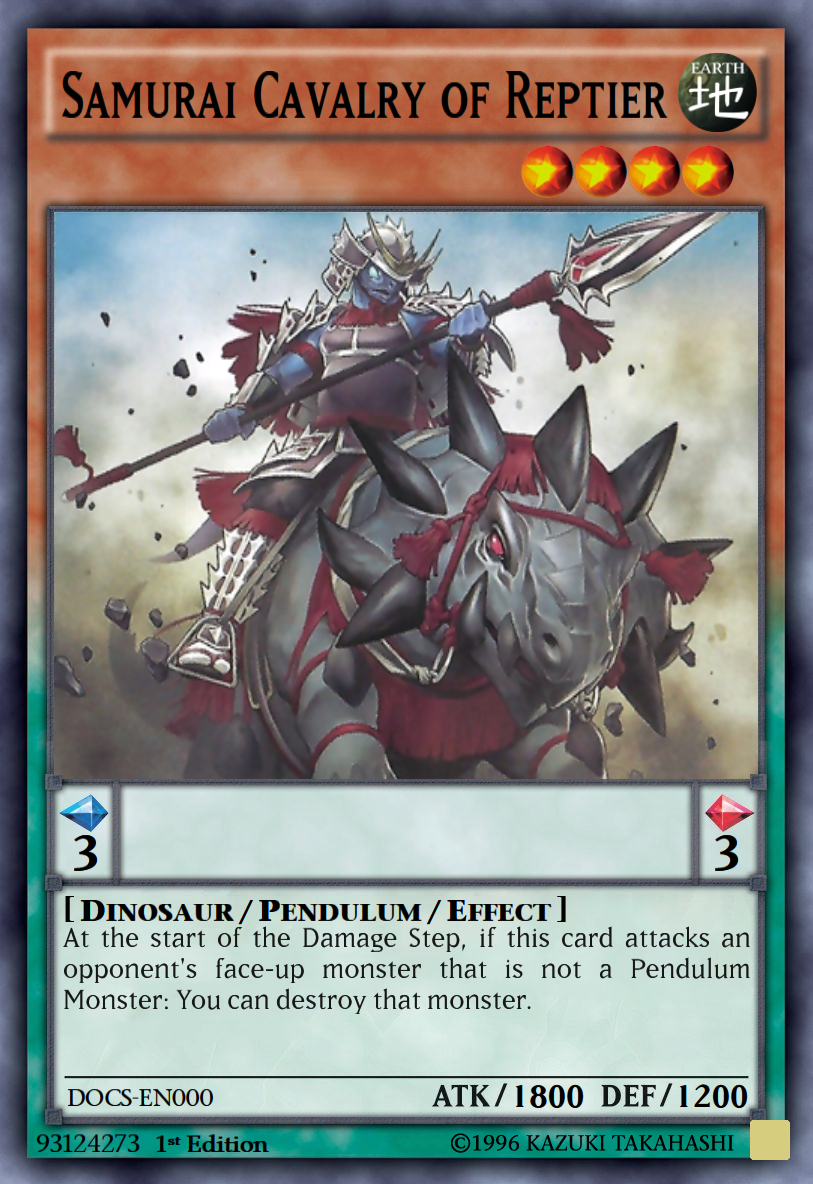 Samurai Cavalry of Reptier
EARTH
地
3
3
[ Dinosaur / Pendulum / Effect ]
At the start of the Damage Step, if this card attacks an
opponent's face-up monster that is not a Pendulum
Monster: You can destroy that monster.
DOCS-EN000
ATK / 1800 DEF / 1200
93124273 1st Edition
©1996 KAZUKI TAKAHASHI